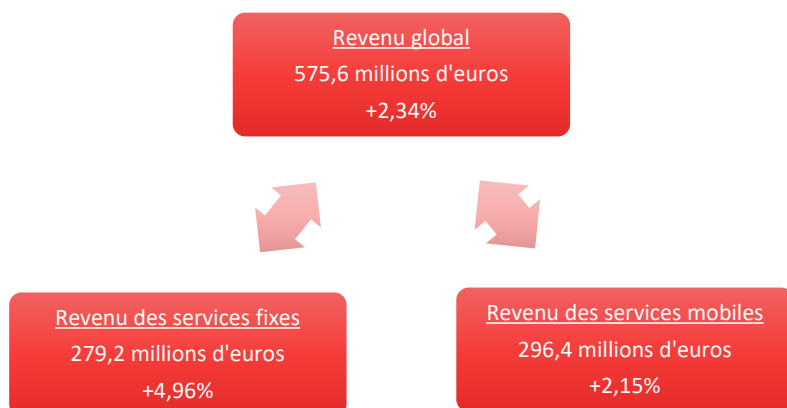 Revenu global
575,6 millions d'euros
+2,34%
Revenu des services fixes
279,2 millions d'euros
+4,96%
Revenu des services mobiles
296,4 millions d'euros
+2,15%